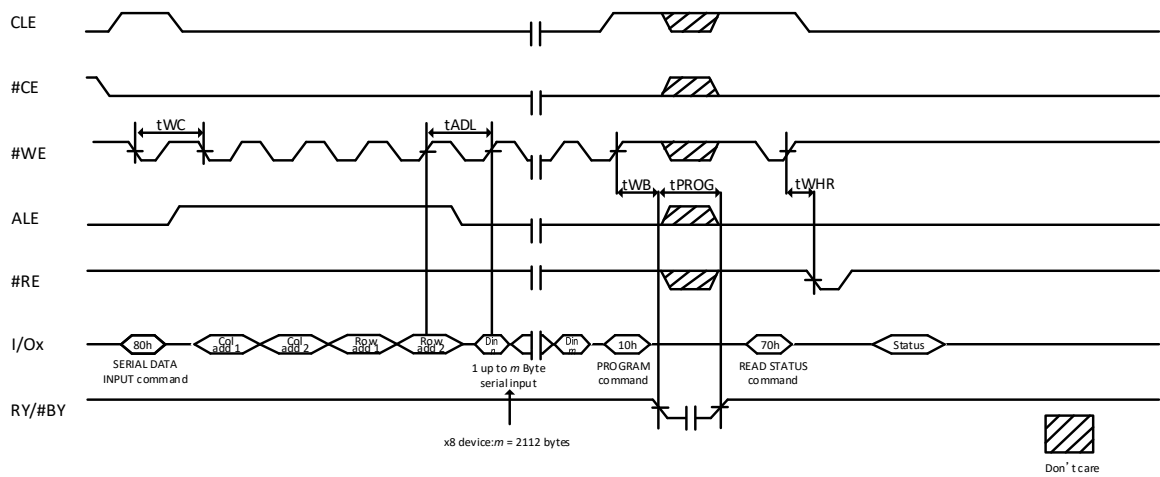 CLE
#CE
tWC
tADL
#WE
tWB
tPROG
tWHR
ALE
#RE
I/Ox
80h
Col
add 1
Col
add 2
Row
add 1
Row
add 2
Din
n
Din
m
10h
70h
Status
SERIAL DATA
INPUT command
1 up to m Byte
serial input
PROGRAM
command
READ STATUS
command
RY/#BY
x8 device:m = 2112 bytes
Don't care